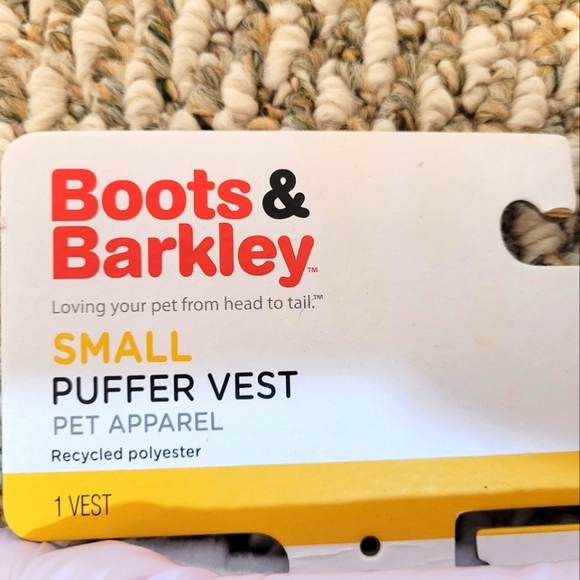 Boots &
Barkley™
Loving your pet from head to tail.™
SMALL
PUFFER VEST
PET APPAREL
Recycled polyester
1 VEST